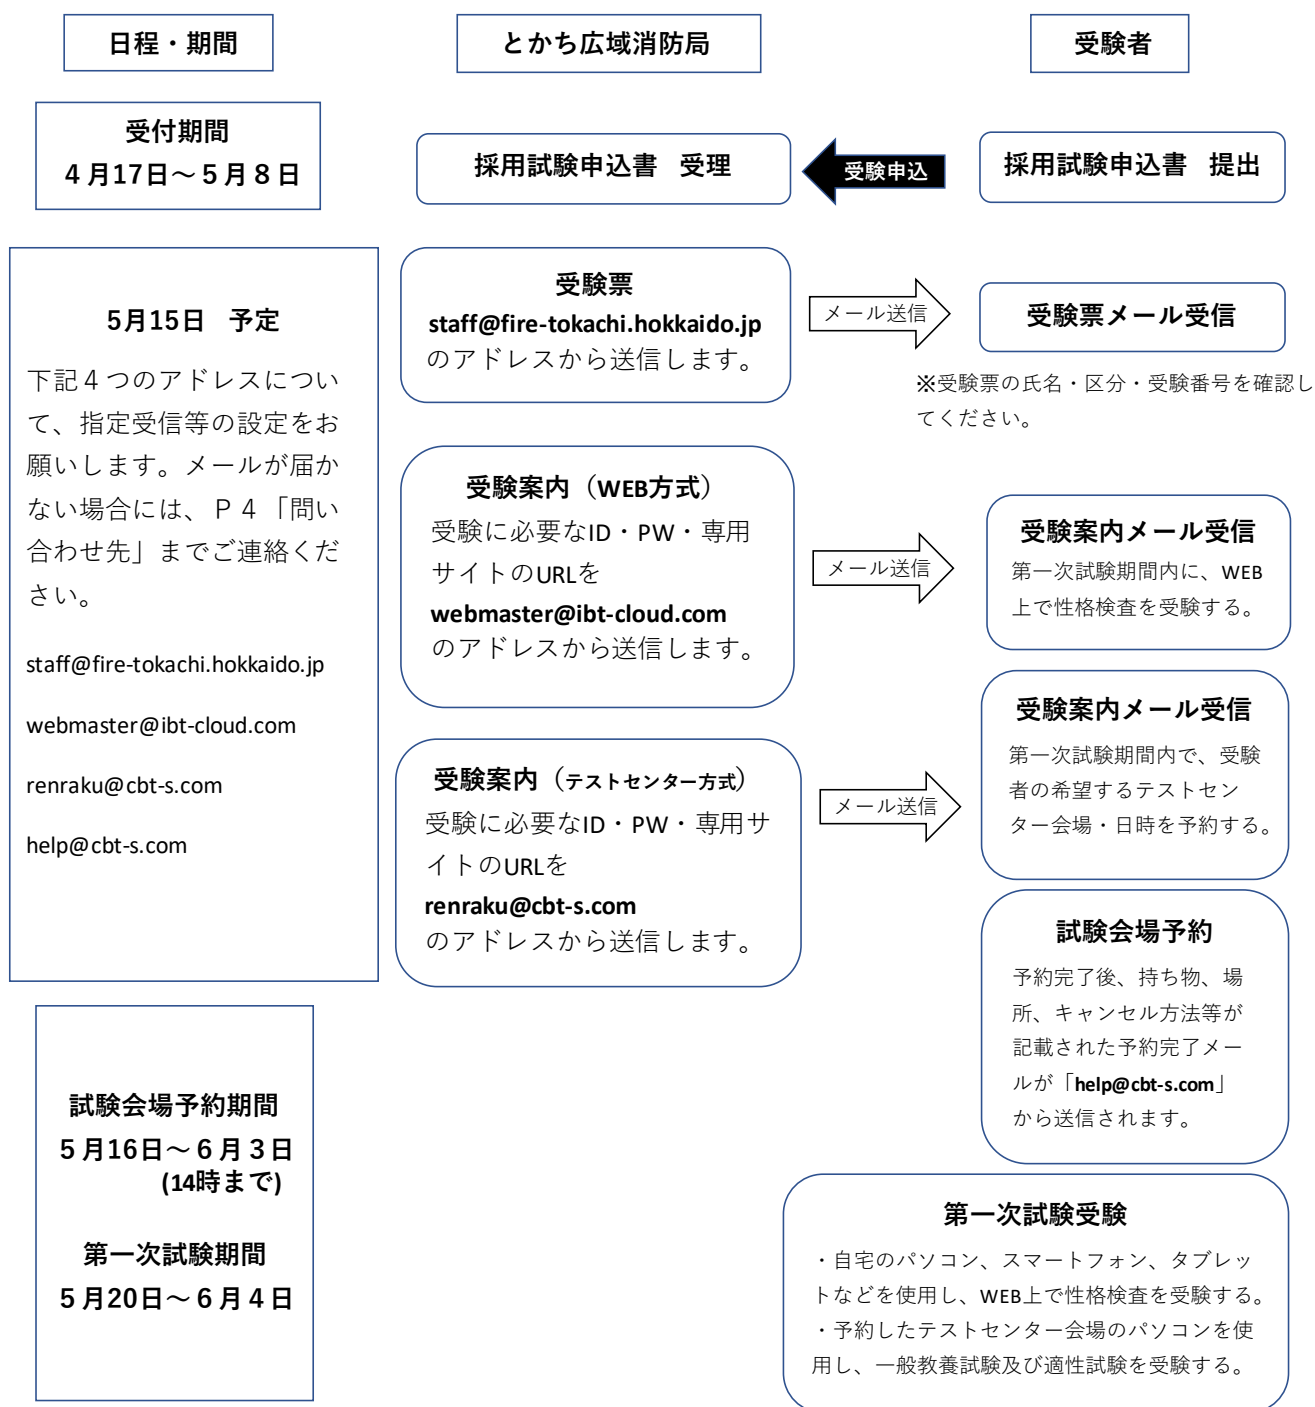 日程・期間
とかち広域消防局
受験者
受付期間
4月17日～5月8日
採用試験申込書 受理
受験申込
採用試験申込書 提出
5月15日 予定
下記4つのアドレスについ
て、指定受信等の設定をお
願いします。メールが届か
ない場合には、P4「問い
合わせ先」までご連絡くだ
さい。
staff@fire-tokachi.hokkaido.jp
webmaster@ibt-cloud.com
renraku@cbt-s.com
help@cbt-s.com
受験票
staff@fire-tokachi.hokkaido.jp
のアドレスから送信します。
メール送信
受験票メール受信
※受験票の氏名・区分・受験番号を確認し
てください。
受験案内（WEB方式）
受験に必要なID・PW・専用
サイトのURLを
webmaster@ibt-cloud.com
のアドレスから送信します。
メール送信
受験案内メール受信
第一次試験期間内に、WEB
上で性格検査を受験する。
受験案内（テストセンター方式）
受験に必要なID・PW・専用サ
イトのURLを
renraku@cbt-s.com
のアドレスから送信します。
メール送信
受験案内メール受信
第一次試験期間内で、受験
者の希望するテストセン
ター会場・日時を予約する。
試験会場予約
予約完了後、持ち物、場
所、キャンセル方法等が
記載された予約完了メー
ルが「help@cbt-s.com」
から送信されます。
試験会場予約期間
5月16日～6月3日
(14時まで)
第一次試験期間
5月20日～6月4日
第一次試験受験
・自宅のパソコン、スマートフォン、タブレッ
トなどを使用し、WEB上で性格検査を受験する。
・予約したテストセンター会場のパソコンを使
用し、一般教養試験及び適性試験を受験する。